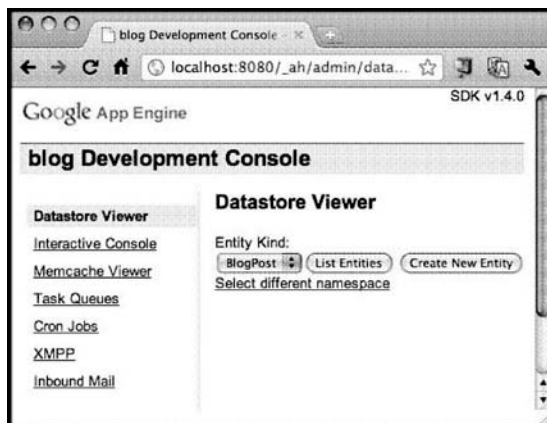 blog Development Console -
localhost:8080/_ah/admin/data...
SDK v1.4.0
Google App Engine
blog Development Console
Datastore Viewer
Interactive Console
Memcache Viewer
Task Queues
Cron Jobs
XMPP
Inbound Mail
Datastore Viewer
Entity Kind:
BlogPost List Entities Create New Entity
Select different namespace